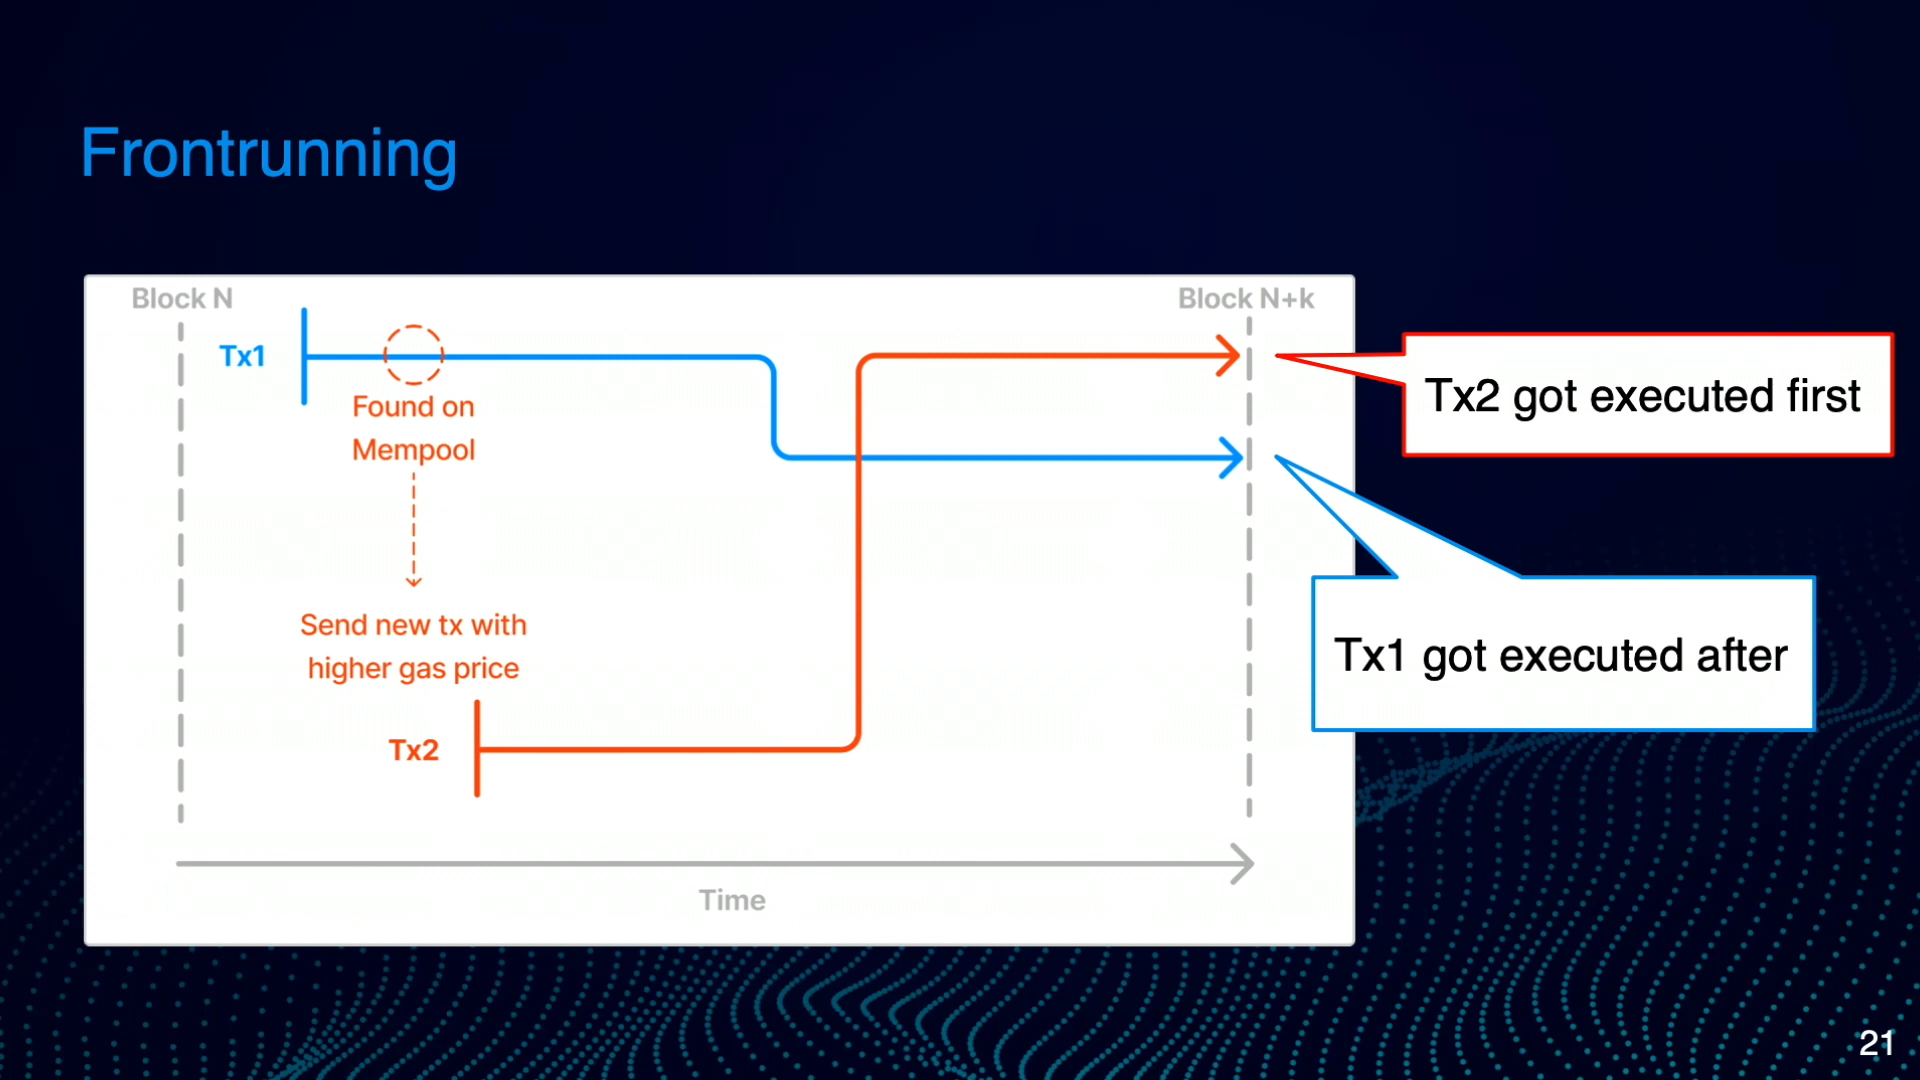 Frontrunning
Block N
Block N+k
Tx1
Found on
Mempool
Send new tx with
higher gas price
Tx2
Time
Tx2 got executed first
Tx1 got executed after
21